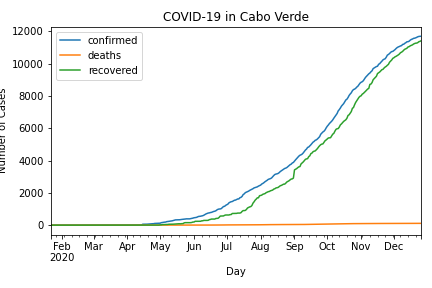 COVID-19 in Cabo Verde
12000
10000
8000
6000
4000
2000
0
Number of Cases
confirmed
deaths
recovered
Feb Mar Apr May Jun Jul Aug Sep Oct Nov Dec
2020
Day